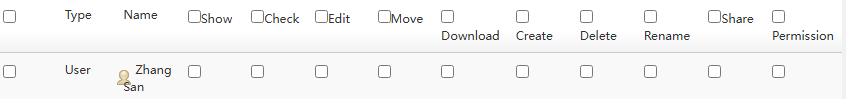 Type Name Show Check Edit Move Download Create Delete Rename Share Permission
User Zhang
San